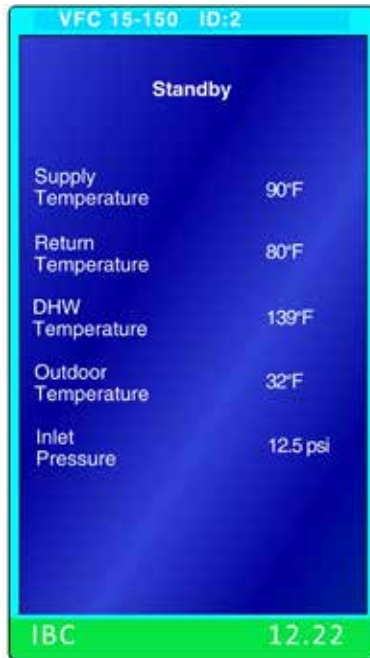 VFC 15-150 ID:2
Standby
Supply
Temperature 90°F
Return
Temperature 80°F
DHW
Temperature 139°F
Outdoor
Temperature 32°F
Inlet
Pressure 12.5 psi
IBC 12.22